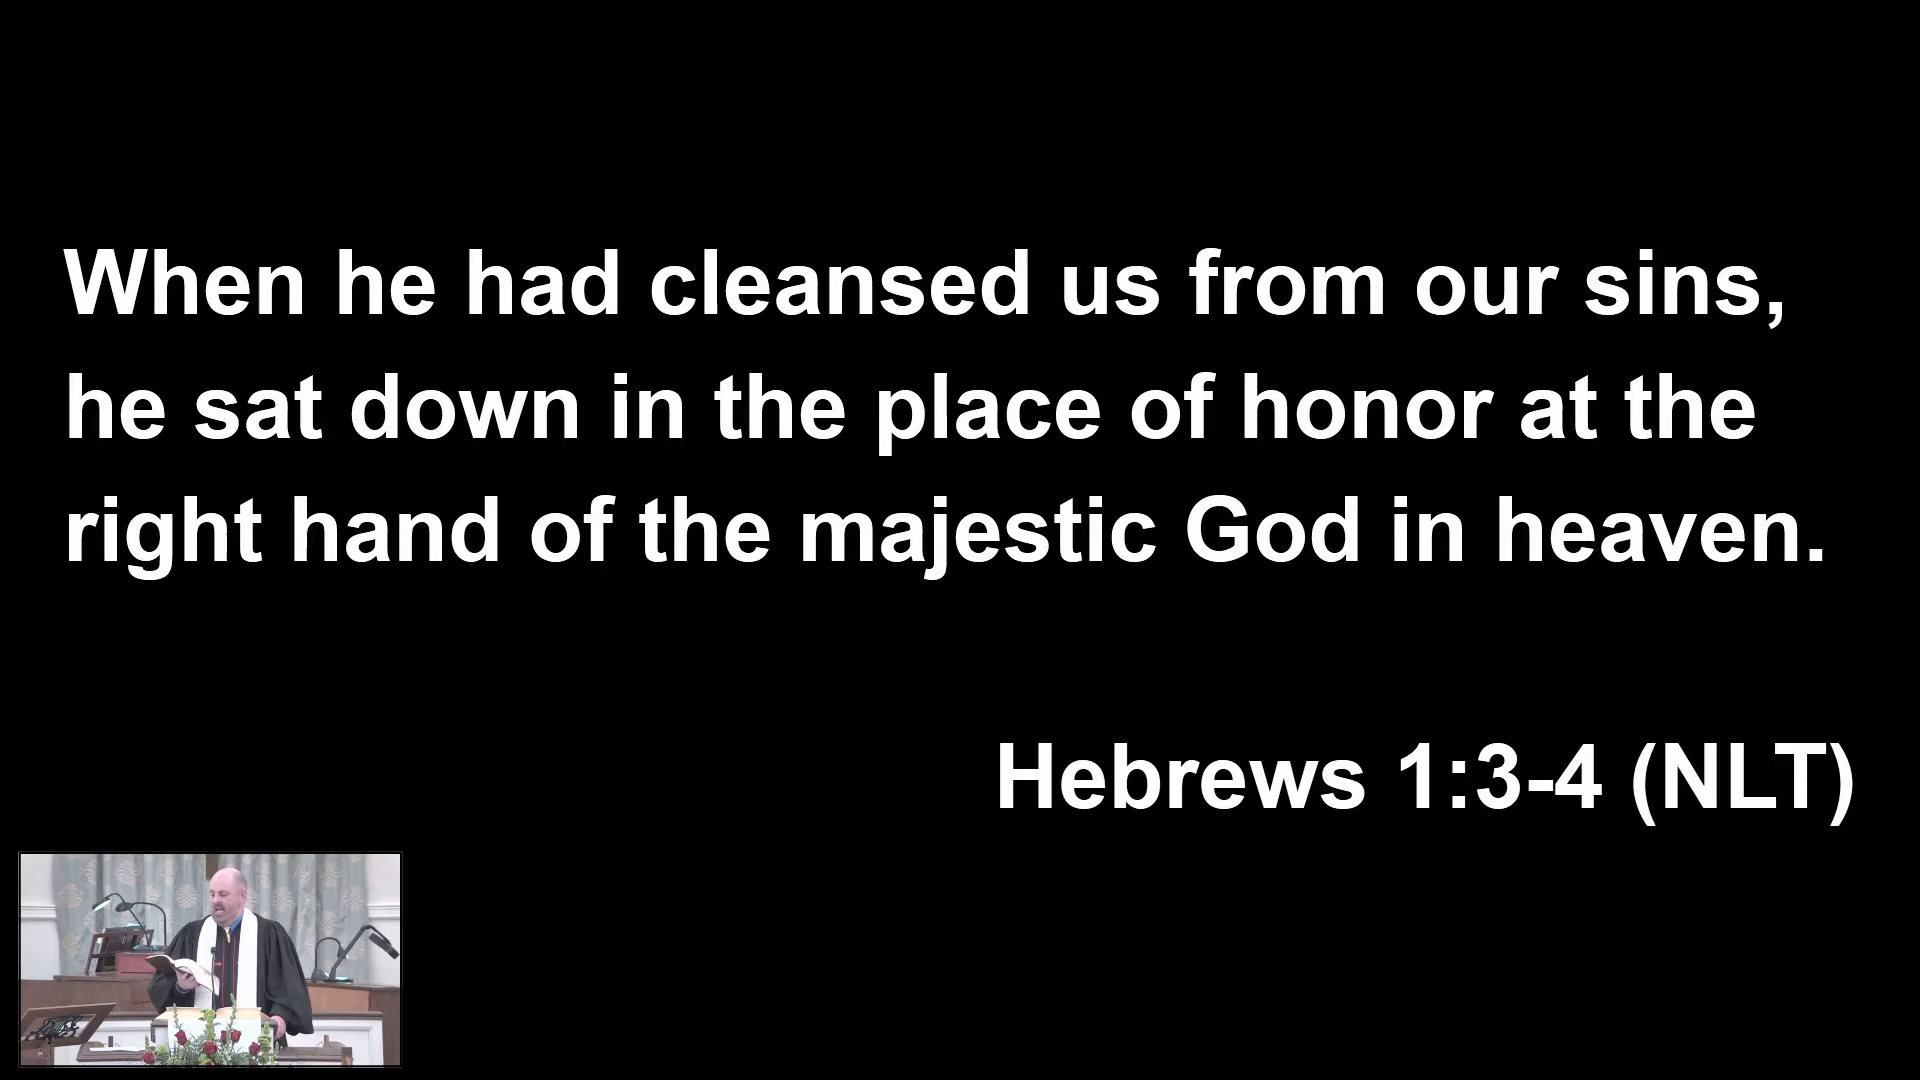 When he had cleansed us from our sins,
he sat down in the place of honor at the
right hand of the majestic God in heaven.
Hebrews 1:3-4 (NLT)